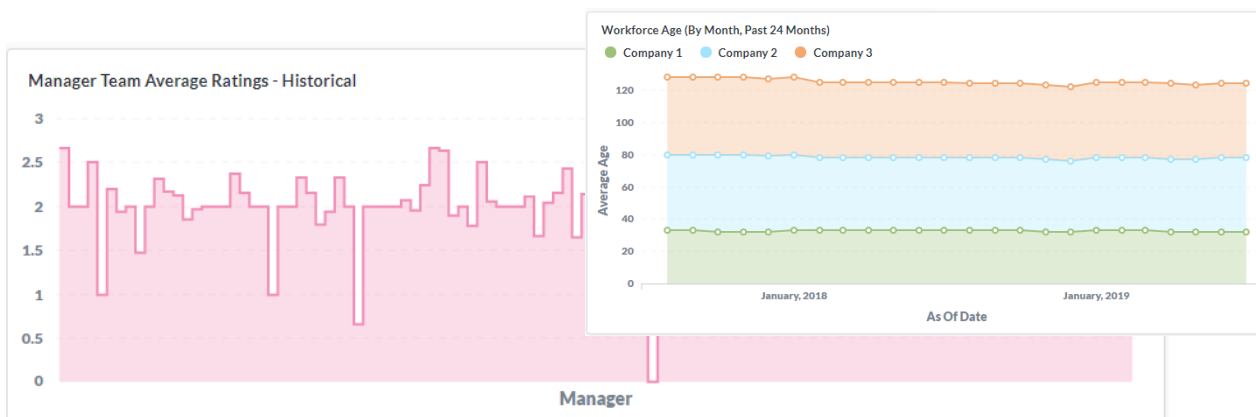 Manager Team Average Ratings - Historical
3
2.5
2
1.5
1
0.5
0
Manager
Workforce Age (By Month, Past 24 Months)
Company 1 Company 2 Company 3
Average Age
120
100
80
60
40
20
0
January, 2018 January, 2019
As Of Date